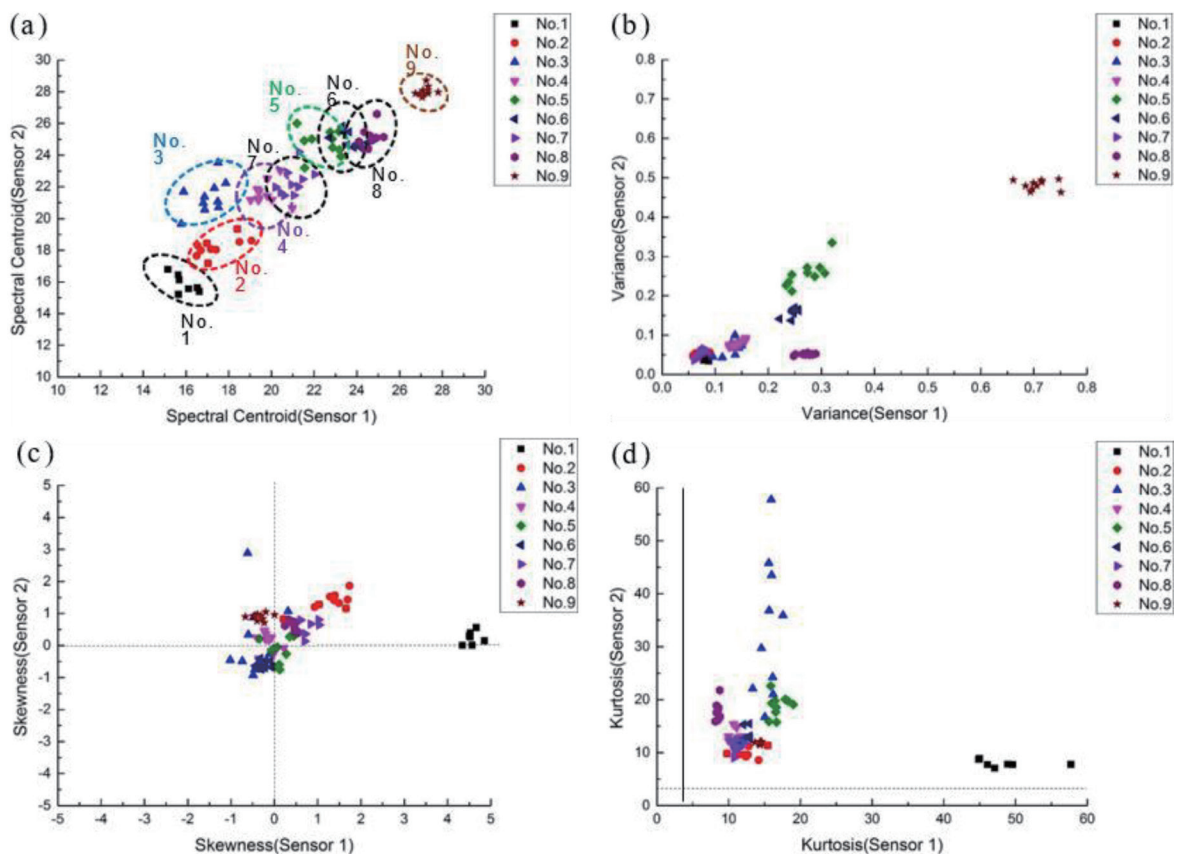 (a)
No.1
No.2
No.3
No.4
No.5
No.6
No.7
No.8
No.9
30
28
26
24
22
20
18
16
14
12
10
Spectral Centroid(Sensor 2)
No.
9
No.
6
No.
5
No.
3
No.
7
No.
8
No.
4
No.
2
No.
1
10 12 14 16 18 20 22 24 26 28 30
Spectral Centroid(Sensor 1)
(b)
No.1
No.2
No.3
No.4
No.5
No.6
No.7
No.8
No.9
0.8
0.7
0.6
0.5
0.4
0.3
0.2
0.1
0.0
Variance(Sensor 2)
0.0 0.1 0.2 0.3 0.4 0.5 0.6 0.7 0.8
Variance(Sensor 1)
(c)
No.1
No.2
No.3
No.4
No.5
No.6
No.7
No.8
No.9
5
4
3
2
1
0
-1
-2
-3
-4
-5
Skewness(Sensor 2)
-5 -4 -3 -2 -1 0 1 2 3 4 5
Skewness(Sensor 1)
(d)
No.1
No.2
No.3
No.4
No.5
No.6
No.7
No.8
No.9
60
50
40
30
20
10
0
Kurtosis(Sensor 2)
0 10 20 30 40 50 60
Kurtosis(Sensor 1)